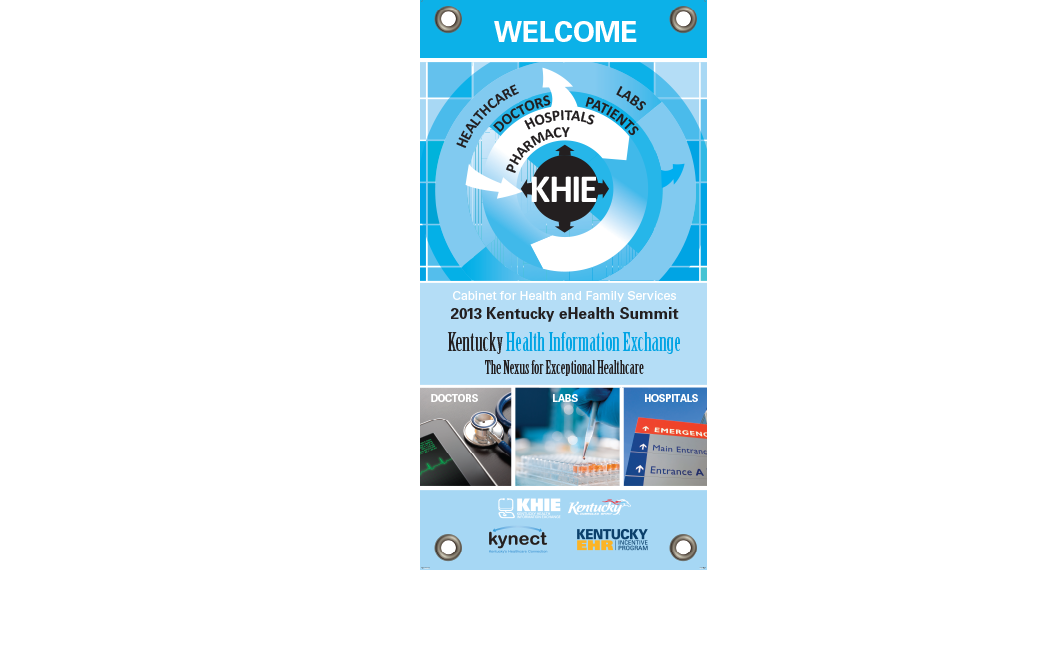 WELCOME
HEALTHCARE
DOCTORS
HOSPITALS
PHARMACY
LABS
PATIENTS
KHIE
Cabinet for Health and Family Services
2013 Kentucky eHealth Summit
Kentucky Health Information Exchange
The Nexus for Exceptional Healthcare
DOCTORS
LABS
HOSPITALS
EMERGENC
Main Entranc
Entrance A
KHIE
Kentucky
kynect
Kentucky's Healthcare Connection
KENTUCKY
EHR INCENTIVE
PROGRAM